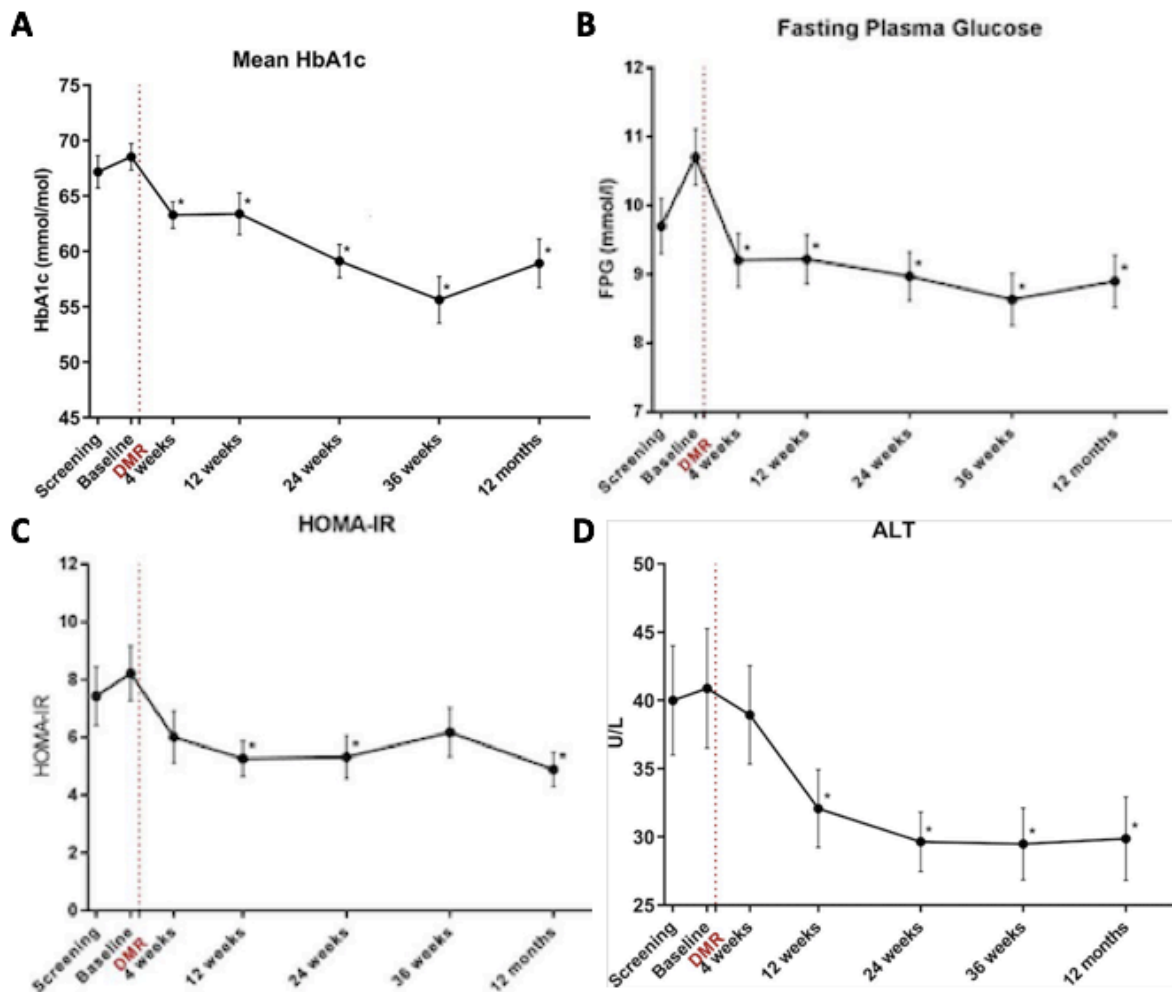 A
Mean HbA1c
HbA1c (mmol/mol)
75
70
65
60
55
50
45
Screening
Baseline
DMR
4 weeks
12 weeks
24 weeks
36 weeks
12 months
*
*
*
*
*
B
Fasting Plasma Glucose
FPG (mmol/l)
12
11
10
9
8
7
Screening
Baseline
DMR
4 weeks
12 weeks
24 weeks
36 weeks
12 months
*
*
*
*
*
C
HOMA-IR
HOMA-IR
12
10
8
6
4
2
0
Screening
Baseline
DMR
4 weeks
12 weeks
24 weeks
36 weeks
12 months
*
*
*
D
ALT
U/L
50
45
40
35
30
25
Screening
Baseline
DMR
4 weeks
12 weeks
24 weeks
36 weeks
12 months
*
*
*
*